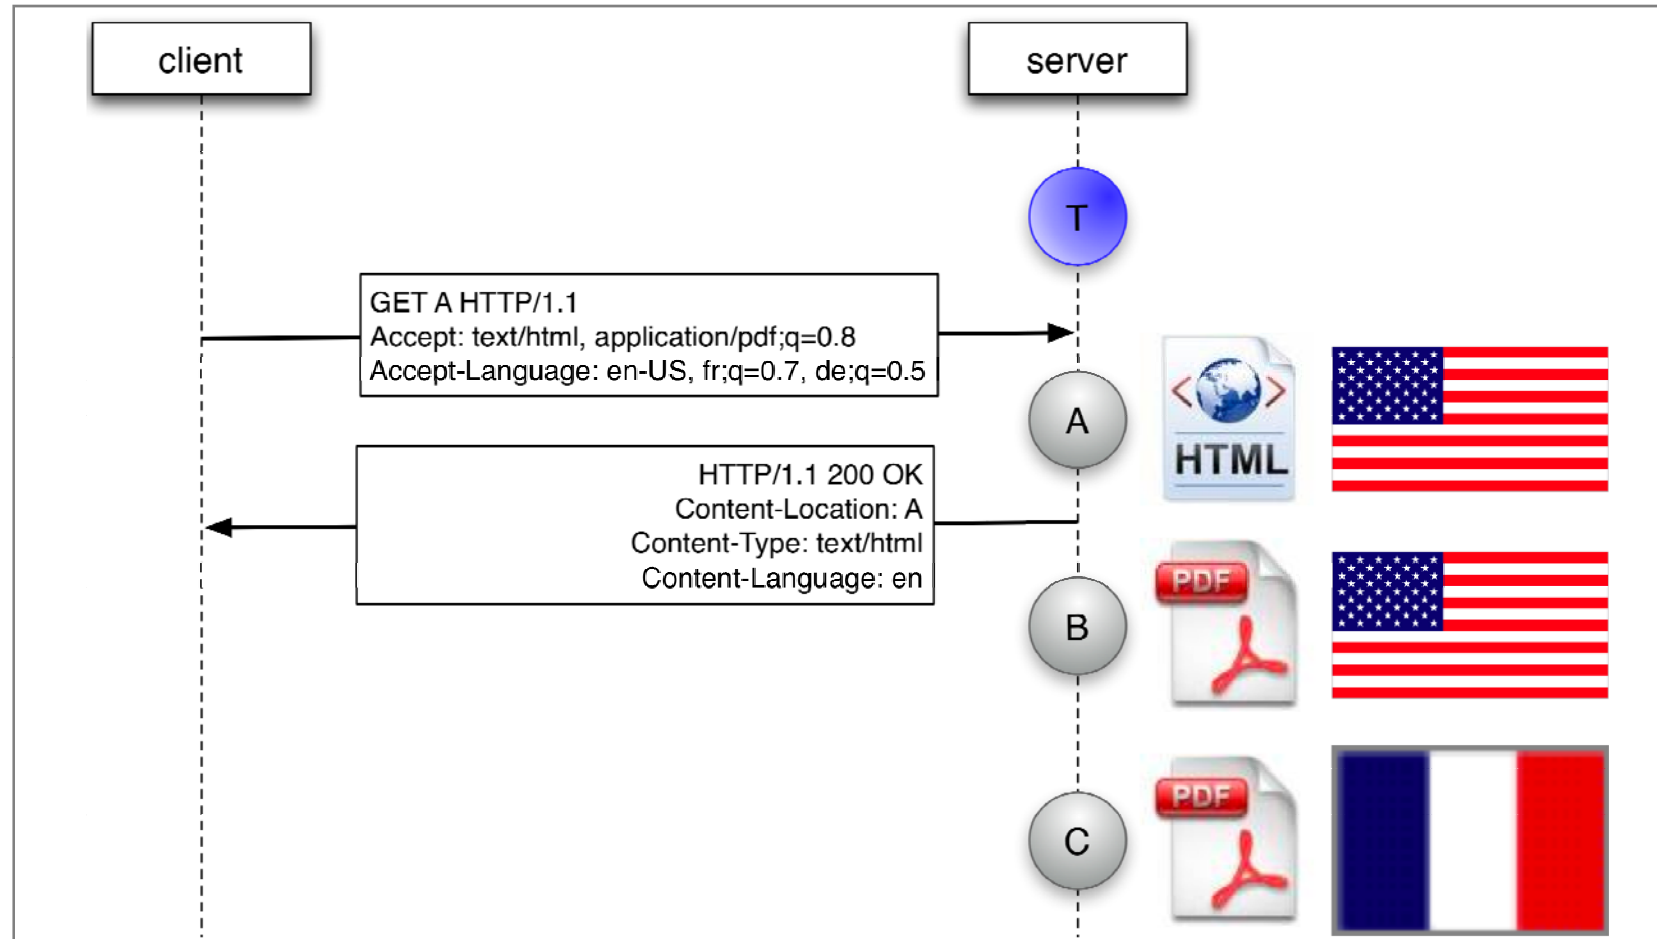 client
server
T
GET A HTTP/1.1
Accept: text/html, application/pdf;q=0.8
Accept-Language: en-US, fr;q=0.7, de;q=0.5
A
HTML
HTTP/1.1 200 OK
Content-Location: A
Content-Type: text/html
Content-Language: en
PDF
B
PDF
C